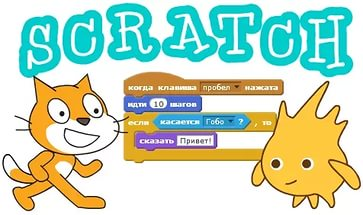 SCRATCH
когда клавиша пробел нажата
идти 10 шагов
если касается Гобо ? , то
сказать Привет!